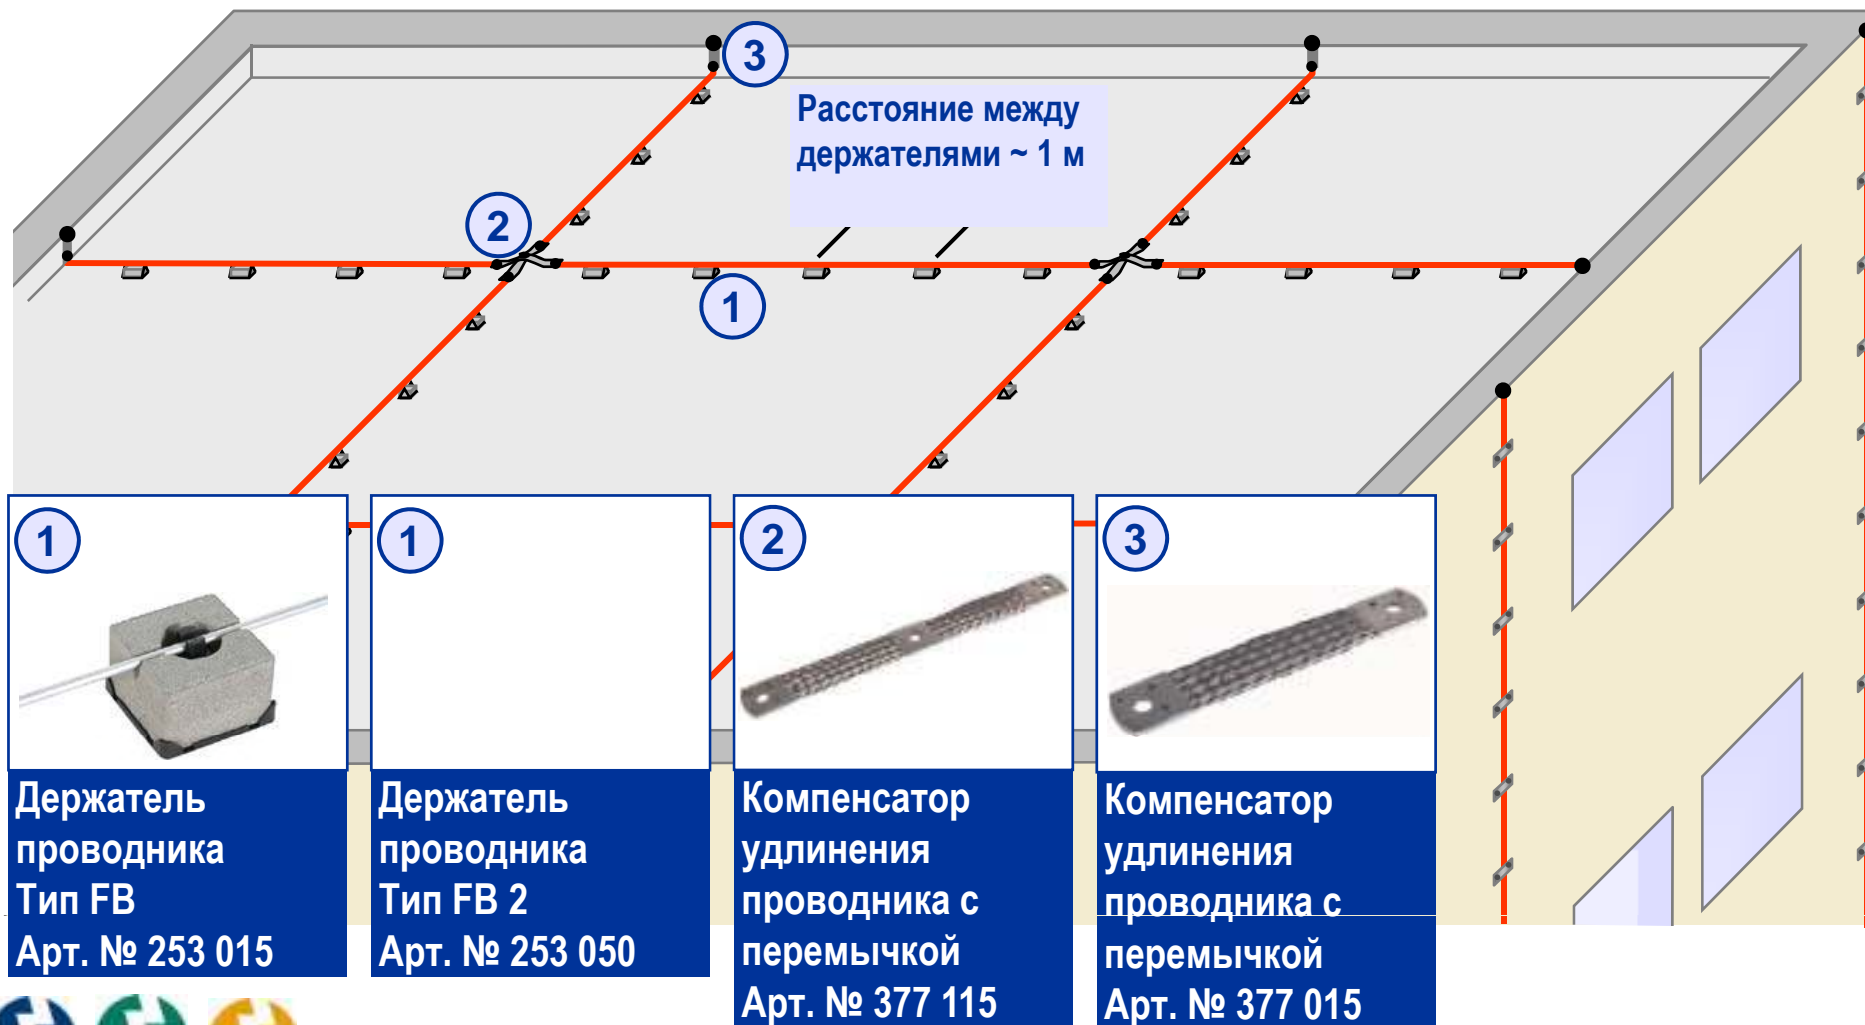 3
Расстояние между
держателями ~ 1 м
2
1
1
Держатель
проводника
Тип FB
Арт. № 253 015
1
Держатель
проводника
Тип FB 2
Арт. № 253 050
2
Компенсатор
удлинения
проводника с
перемычкой
Арт. № 377 115
3
Компенсатор
удлинения
проводника с
перемычкой
Арт. № 377 015